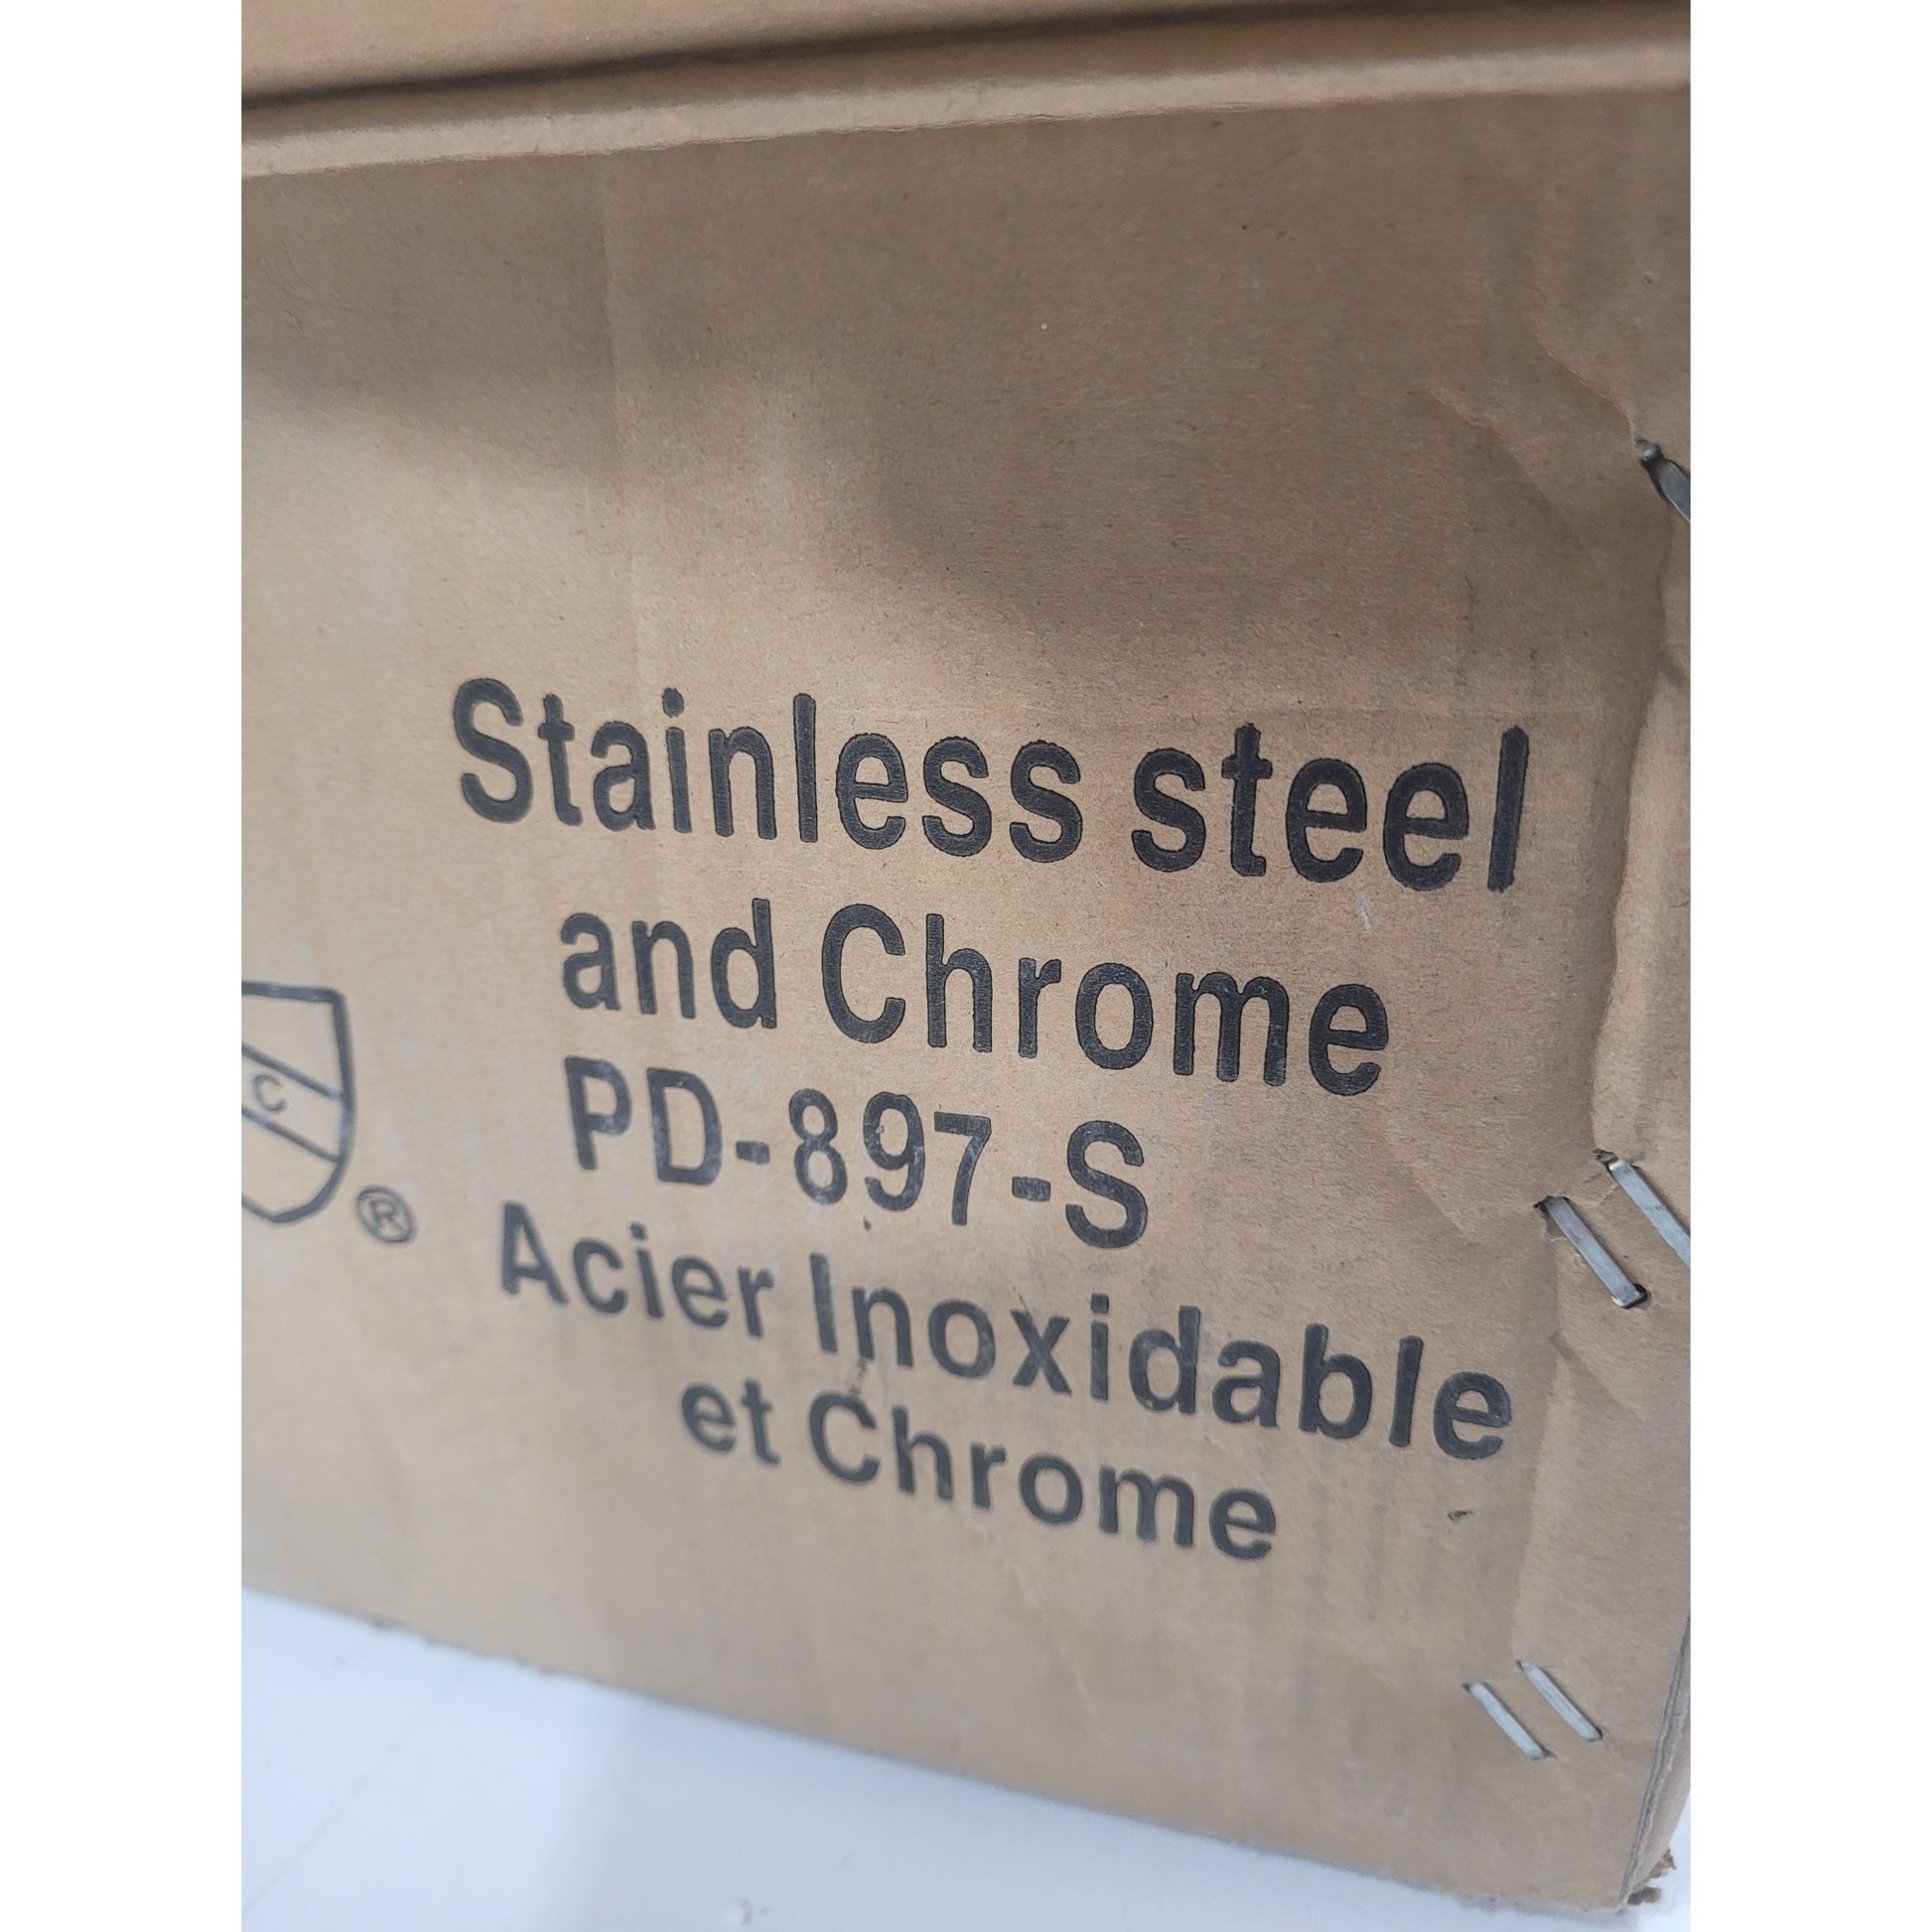 Stainless steel
and Chrome
PD-897-S
Acier Inoxidable
et Chrome
C
®